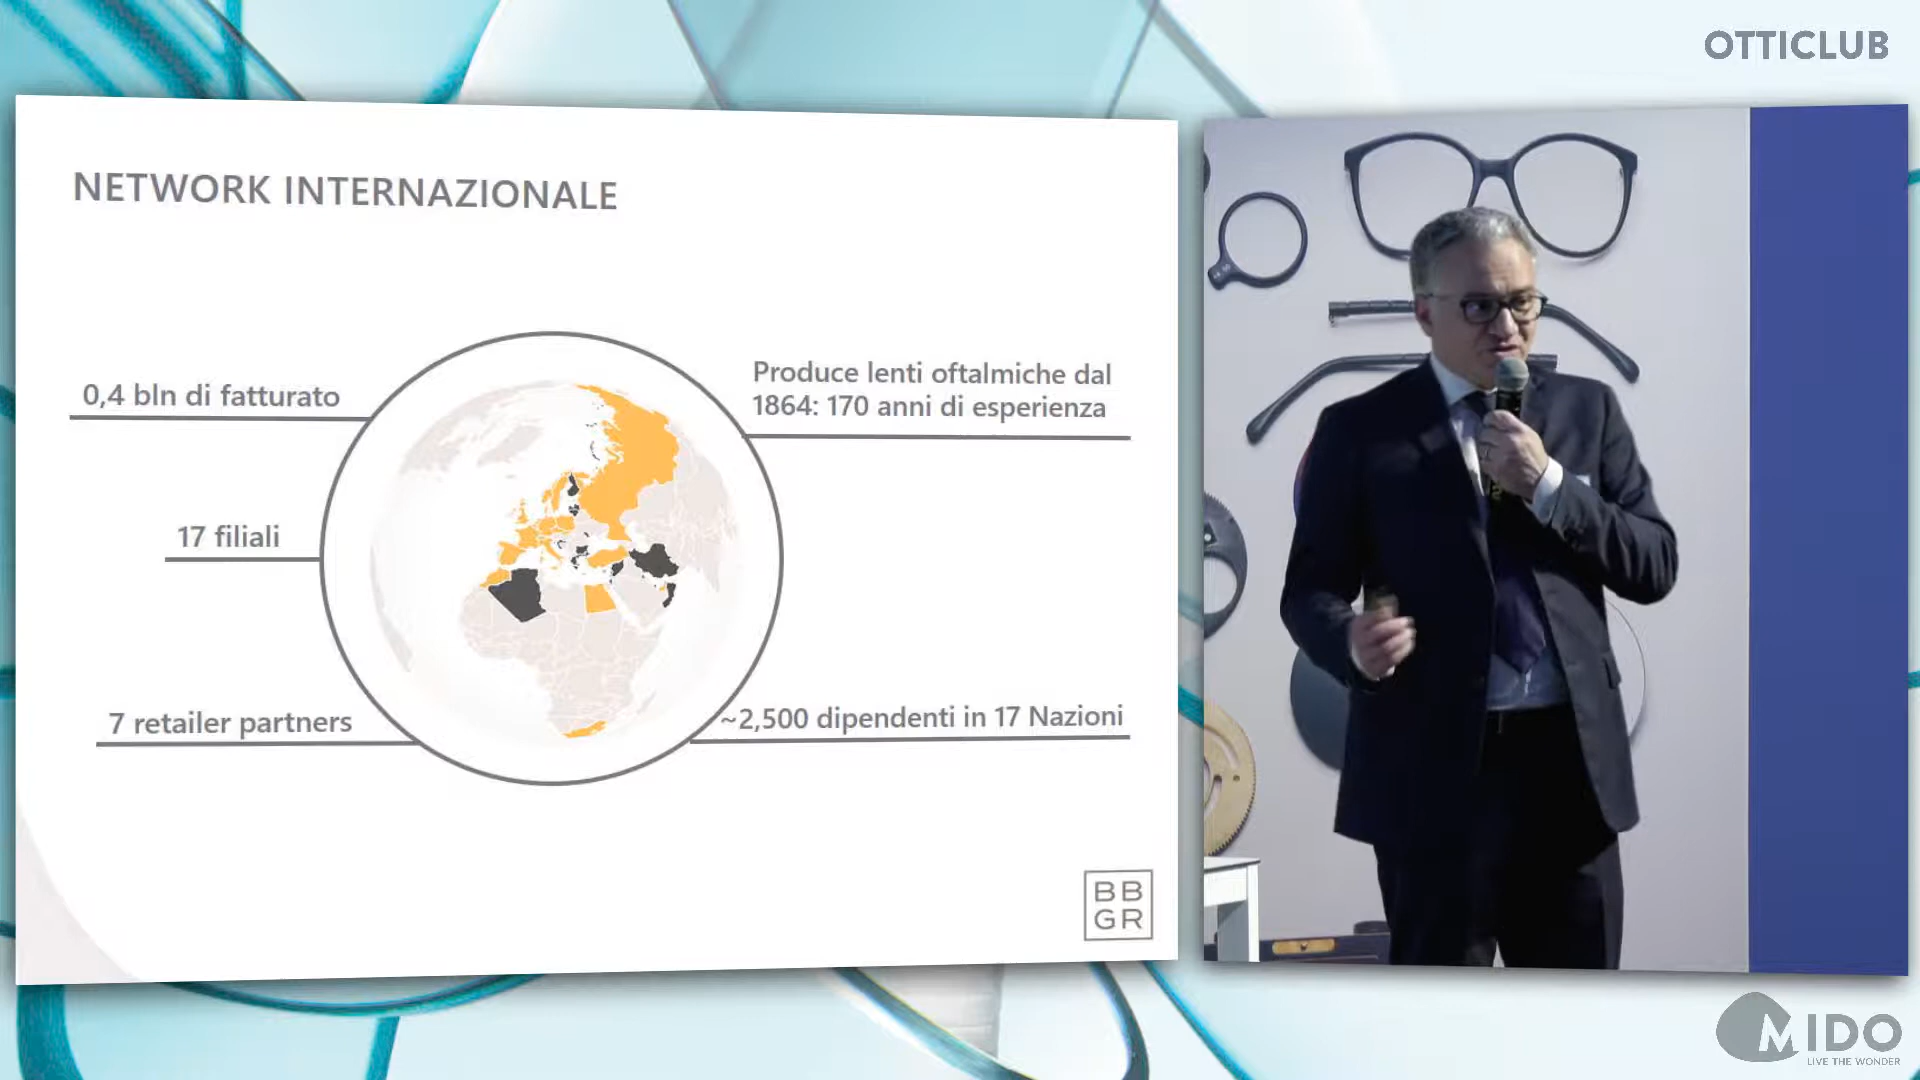 OTTICLUB
NETWORK INTERNAZIONALE
0,4 bln di fatturato
Produce lenti oftalmiche dal
1864: 170 anni di esperienza
17 filiali
7 retailer partners
~2,500 dipendenti in 17 Nazioni
BB
GR
MIDO
LIVE THE WONDER